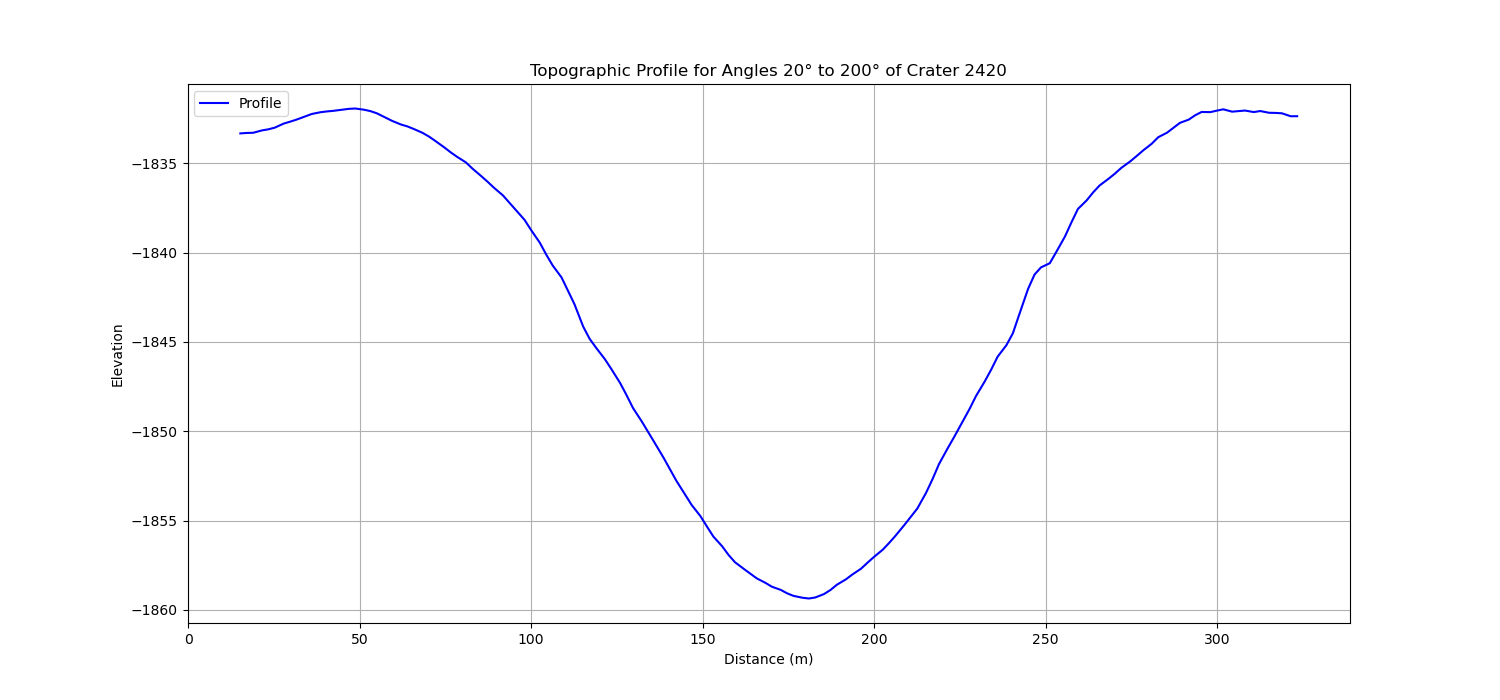 Topographic Profile for Angles 20° to 200° of Crater 2420
Profile
−1835
−1840
−1845
−1850
−1855
−1860
Elevation
0 50 100 150 200 250 300
Distance (m)